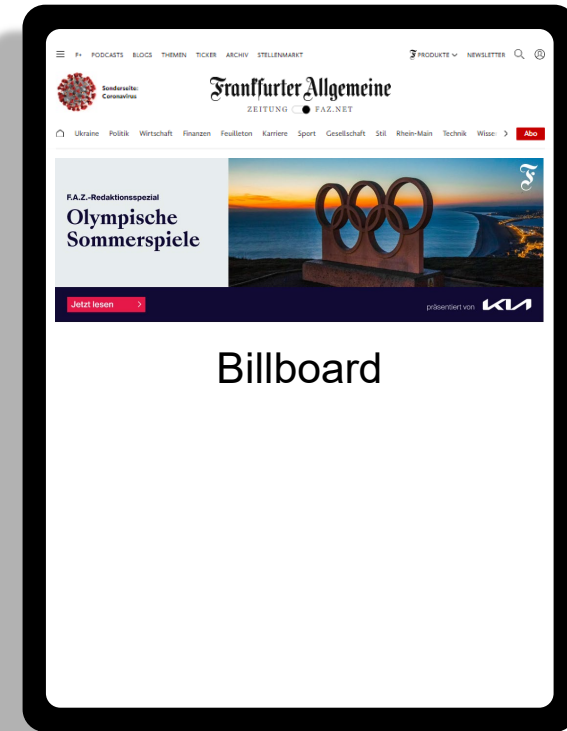 F+ PODCASTS BLOGS THEMEN TICKER ARCHIV STELLENMARKT F PRODUKTE NEWSLETTER
Sonderseite:
Coronavirus
Frankfurter Allgemeine
ZEITUNG FAZ.NET
Ukraine Politik Wirtschaft Finanzen Feuilleton Karriere Sport Gesellschaft Stil Rhein-Main Technik Wisse Abo
F
F.A.Z.-Redaktionsspezial
Olympische
Sommerspiele
Jetzt lesen präsentiert von KIA
Billboard